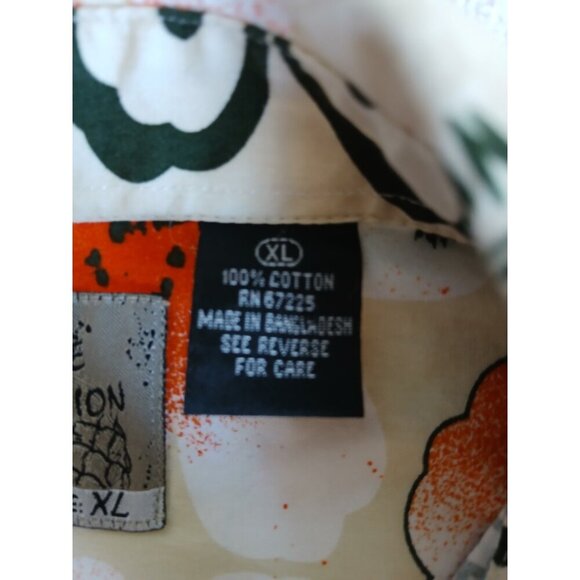 XL
100% COTTON
RN 67225
MADE IN BANGLADESH
SEE REVERSE
FOR CARE
ION
E: XL